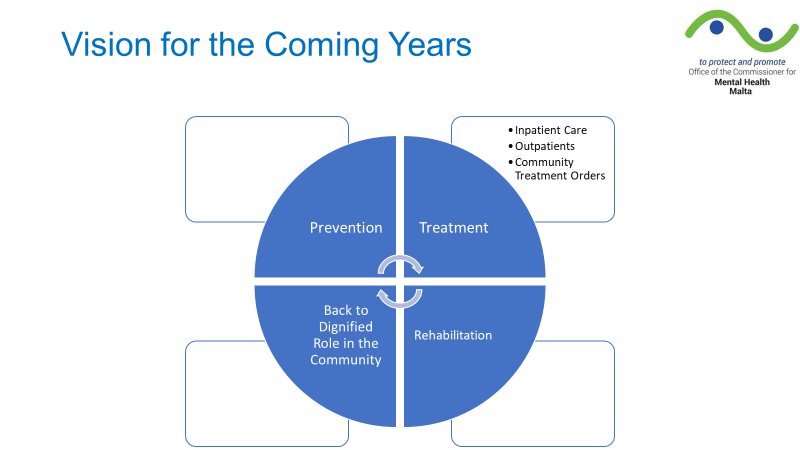 Vision for the Coming Years
to protect and promote
Office of the Commissioner for
Mental Health
Malta
•Inpatient Care
•Outpatients
•Community
Treatment Orders
Prevention
Treatment
Back to
Dignified
Role in the
Community
Rehabilitation